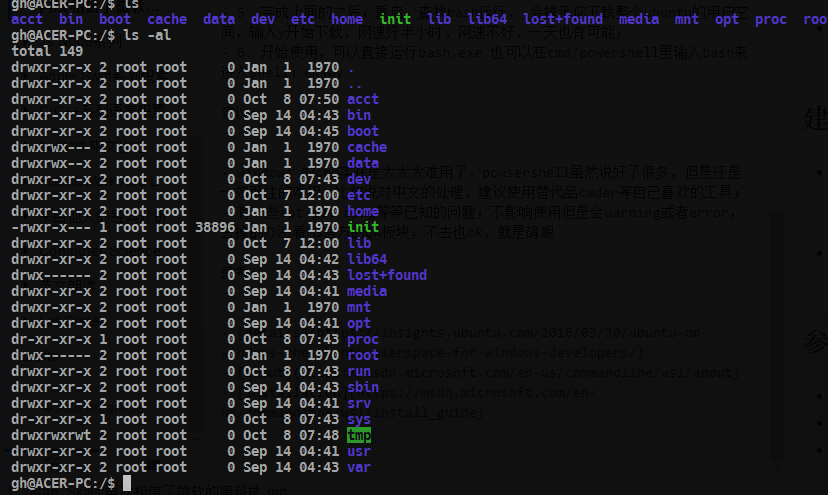 gh@ACER-PC:/$ ls
acct bin boot cache data dev etc home init lib lib64 lost+found media mnt opt proc roo
gh@ACER-PC:/$ ls -al
total 149
drwxr-xr-x 2 root root 0 Jan 1 1970 .
drwxr-xr-x 2 root root 0 Jan 1 1970 ..
drwxr-xr-x 2 root root 0 Oct 8 07:50 acct
drwxr-xr-x 2 root root 0 Sep 14 04:43 bin
drwxr-xr-x 2 root root 0 Sep 14 04:45 boot
drwxrwx--- 2 root root 0 Jan 1 1970 cache
drwxrwx--x 2 root root 0 Jan 1 1970 data
drwxr-xr-x 2 root root 0 Oct 8 07:43 dev
drwxr-xr-x 2 root root 0 Oct 7 12:00 etc
drwxr-xr-x 2 root root 0 Jan 1 1970 home
-rwxr-x--- 1 root root 38896 Jan 1 1970 init
drwxr-xr-x 2 root root 0 Oct 7 12:00 lib
drwxr-xr-x 2 root root 0 Sep 14 04:42 lib64
drwx------ 2 root root 0 Sep 14 04:43 lost+found
drwxr-xr-x 2 root root 0 Sep 14 04:41 media
drwxr-xr-x 2 root root 0 Jan 1 1970 mnt
drwxr-xr-x 2 root root 0 Sep 14 04:41 opt
dr-xr-xr-x 1 root root 0 Oct 8 07:43 proc
drwx------ 2 root root 0 Jan 1 1970 root
drwxr-xr-x 2 root root 0 Oct 8 07:43 run
drwxr-xr-x 2 root root 0 Sep 14 04:43 sbin
drwxr-xr-x 2 root root 0 Sep 14 04:41 srv
dr-xr-xr-x 1 root root 0 Oct 8 07:43 sys
drwxrwxrwt 2 root root 0 Oct 8 07:48 tmp
drwxr-xr-x 2 root root 0 Sep 14 04:41 usr
drwxr-xr-x 2 root root 0 Sep 14 04:43 var
gh@ACER-PC:/$